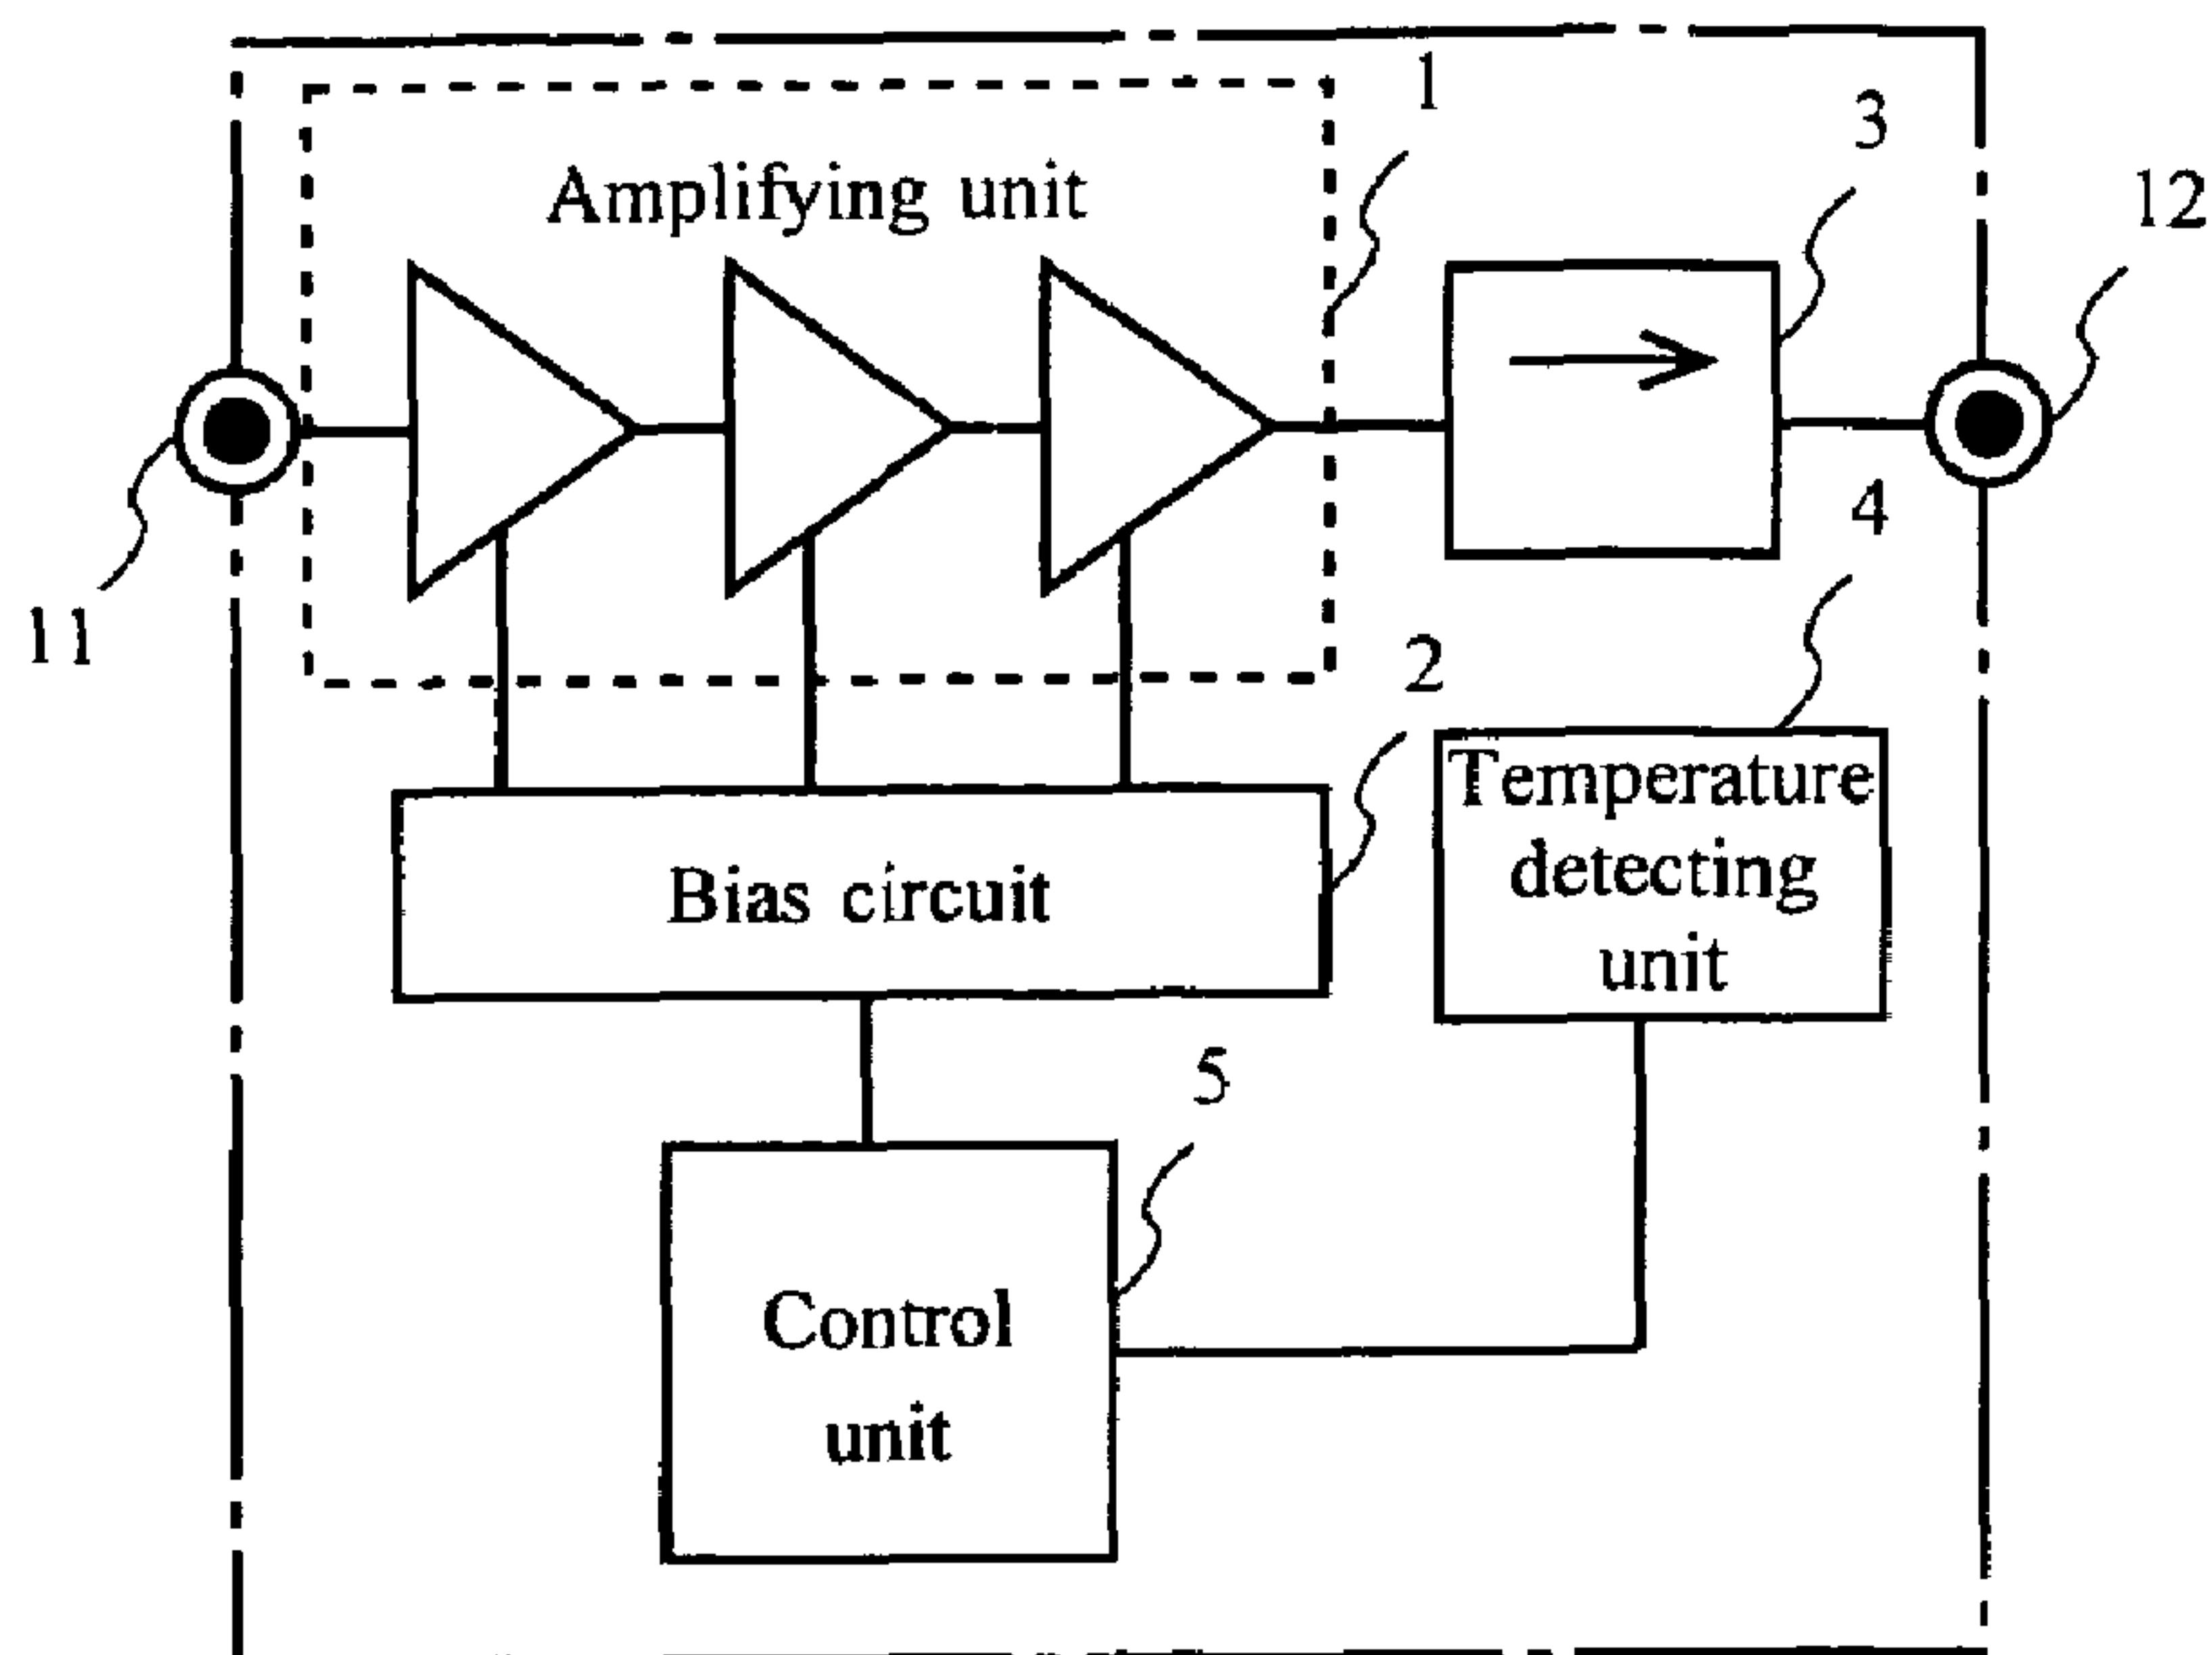 1
3
Amplifying unit
12
4
11
2
Temperature
detecting
unit
Bias circuit
5
Control
unit